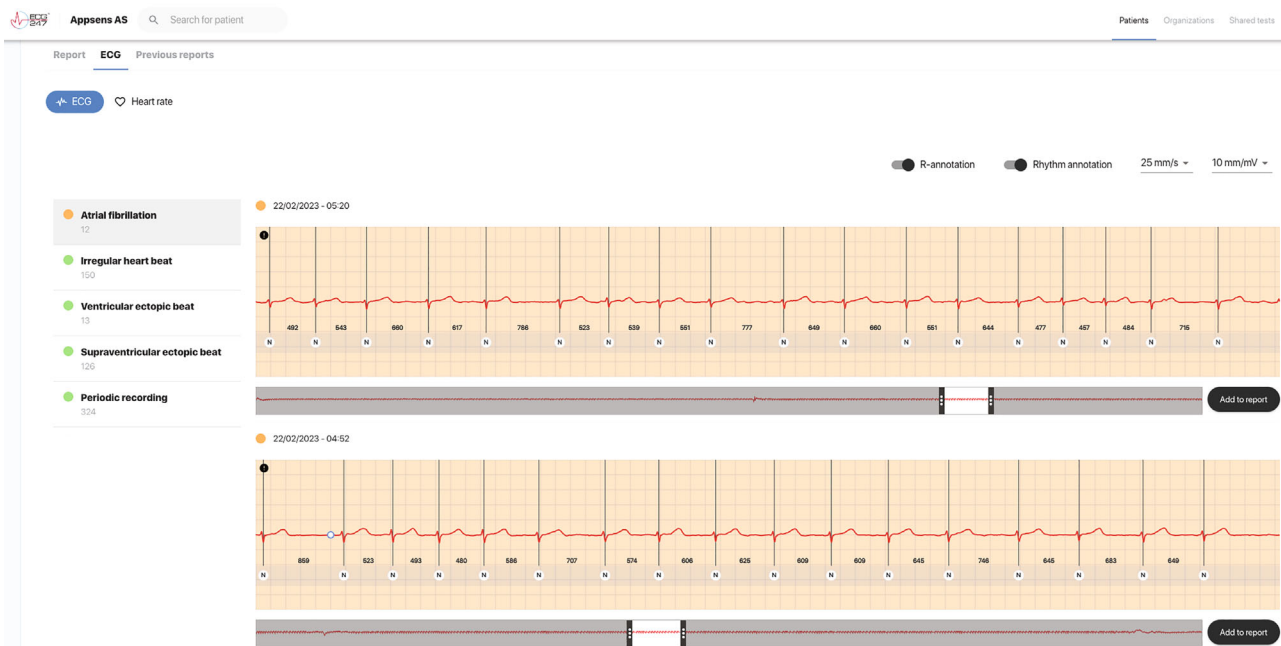 ECG
247
Appsens AS
Search for patient
Patients Organizations Shared tests
Report ECG Previous reports
ECG Heart rate
R-annotation Rhythm annotation 25 mm/s 10 mm/mV
Atrial fibrillation
12
Irregular heart beat
150
Ventricular ectopic beat
13
Supraventricular ectopic beat
126
Periodic recording
324
22/02/2023 - 05:20
492 543 660 617 786 523 539 551 777 649 660 551 644 477 457 484 715
N N N N N N N N N N N N N N N N N N
Add to report
22/02/2023 - 04:52
859 523 493 480 586 707 574 606 625 609 609 645 746 645 683 649
N N N N N N N N N N N N N N N N N
Add to report